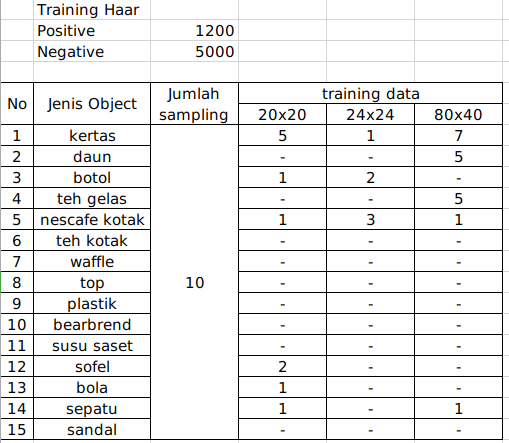 Training Haar
Positive 1200
Negative 5000
No Jenis Object Jumlah sampling training data
20x20 24x24 80x40
1 kertas 5 1 7
2 daun - - 5
3 botol 1 2 -
4 teh gelas - - 5
5 nescafe kotak 1 3 1
6 teh kotak - - -
7 waffle - - -
8 top 10 - - -
9 plastik - - -
10 bearbrend - - -
11 susu saset - - -
12 sofel 2 - -
13 bola 1 - -
14 sepatu 1 - 1
15 sandal - - -